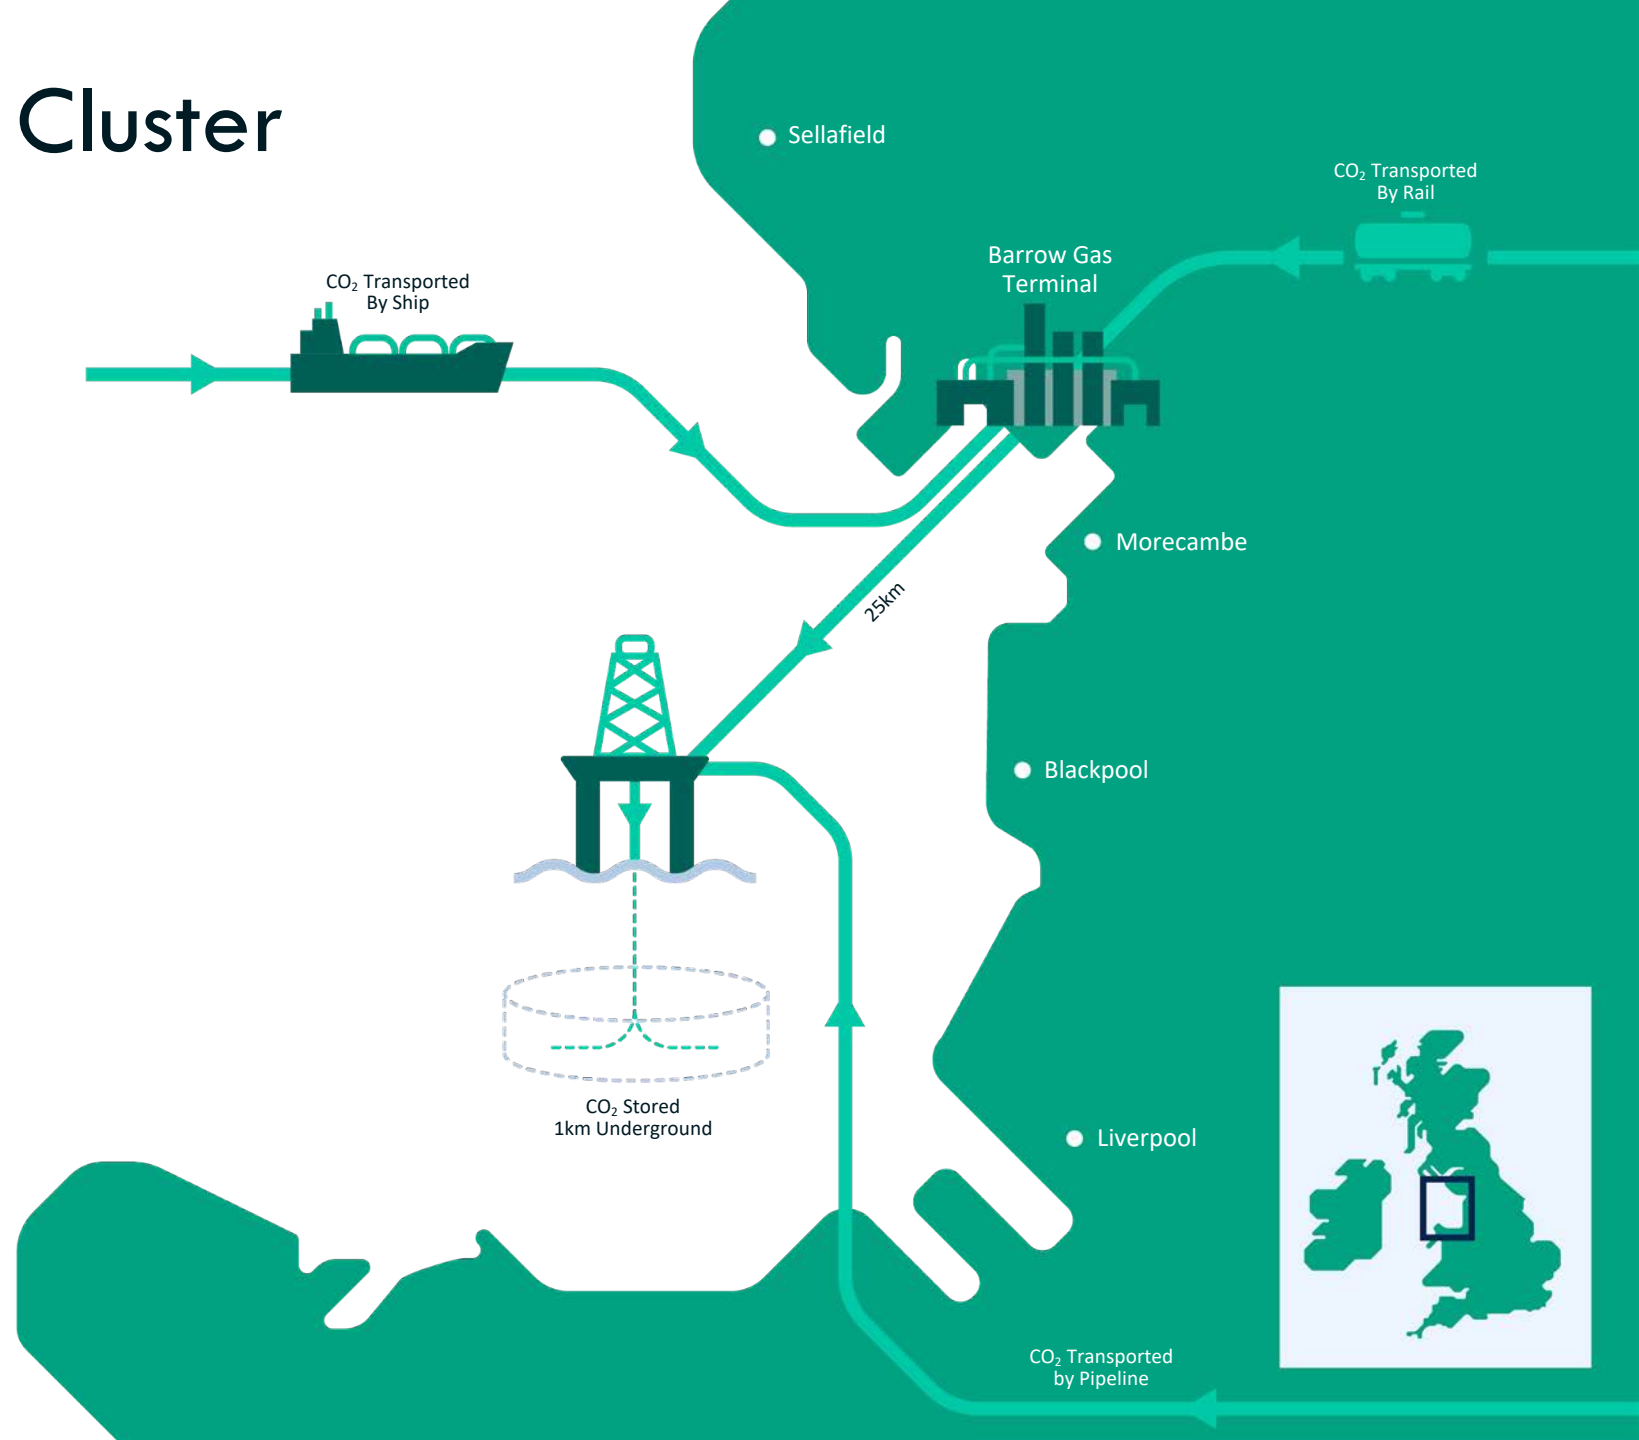 Cluster
Sellafield
CO₂ Transported
By Rail
Barrow Gas
Terminal
CO₂ Transported
By Ship
Morecambe
25km
Blackpool
CO₂ Stored
1km Underground
Liverpool
CO₂ Transported
by Pipeline